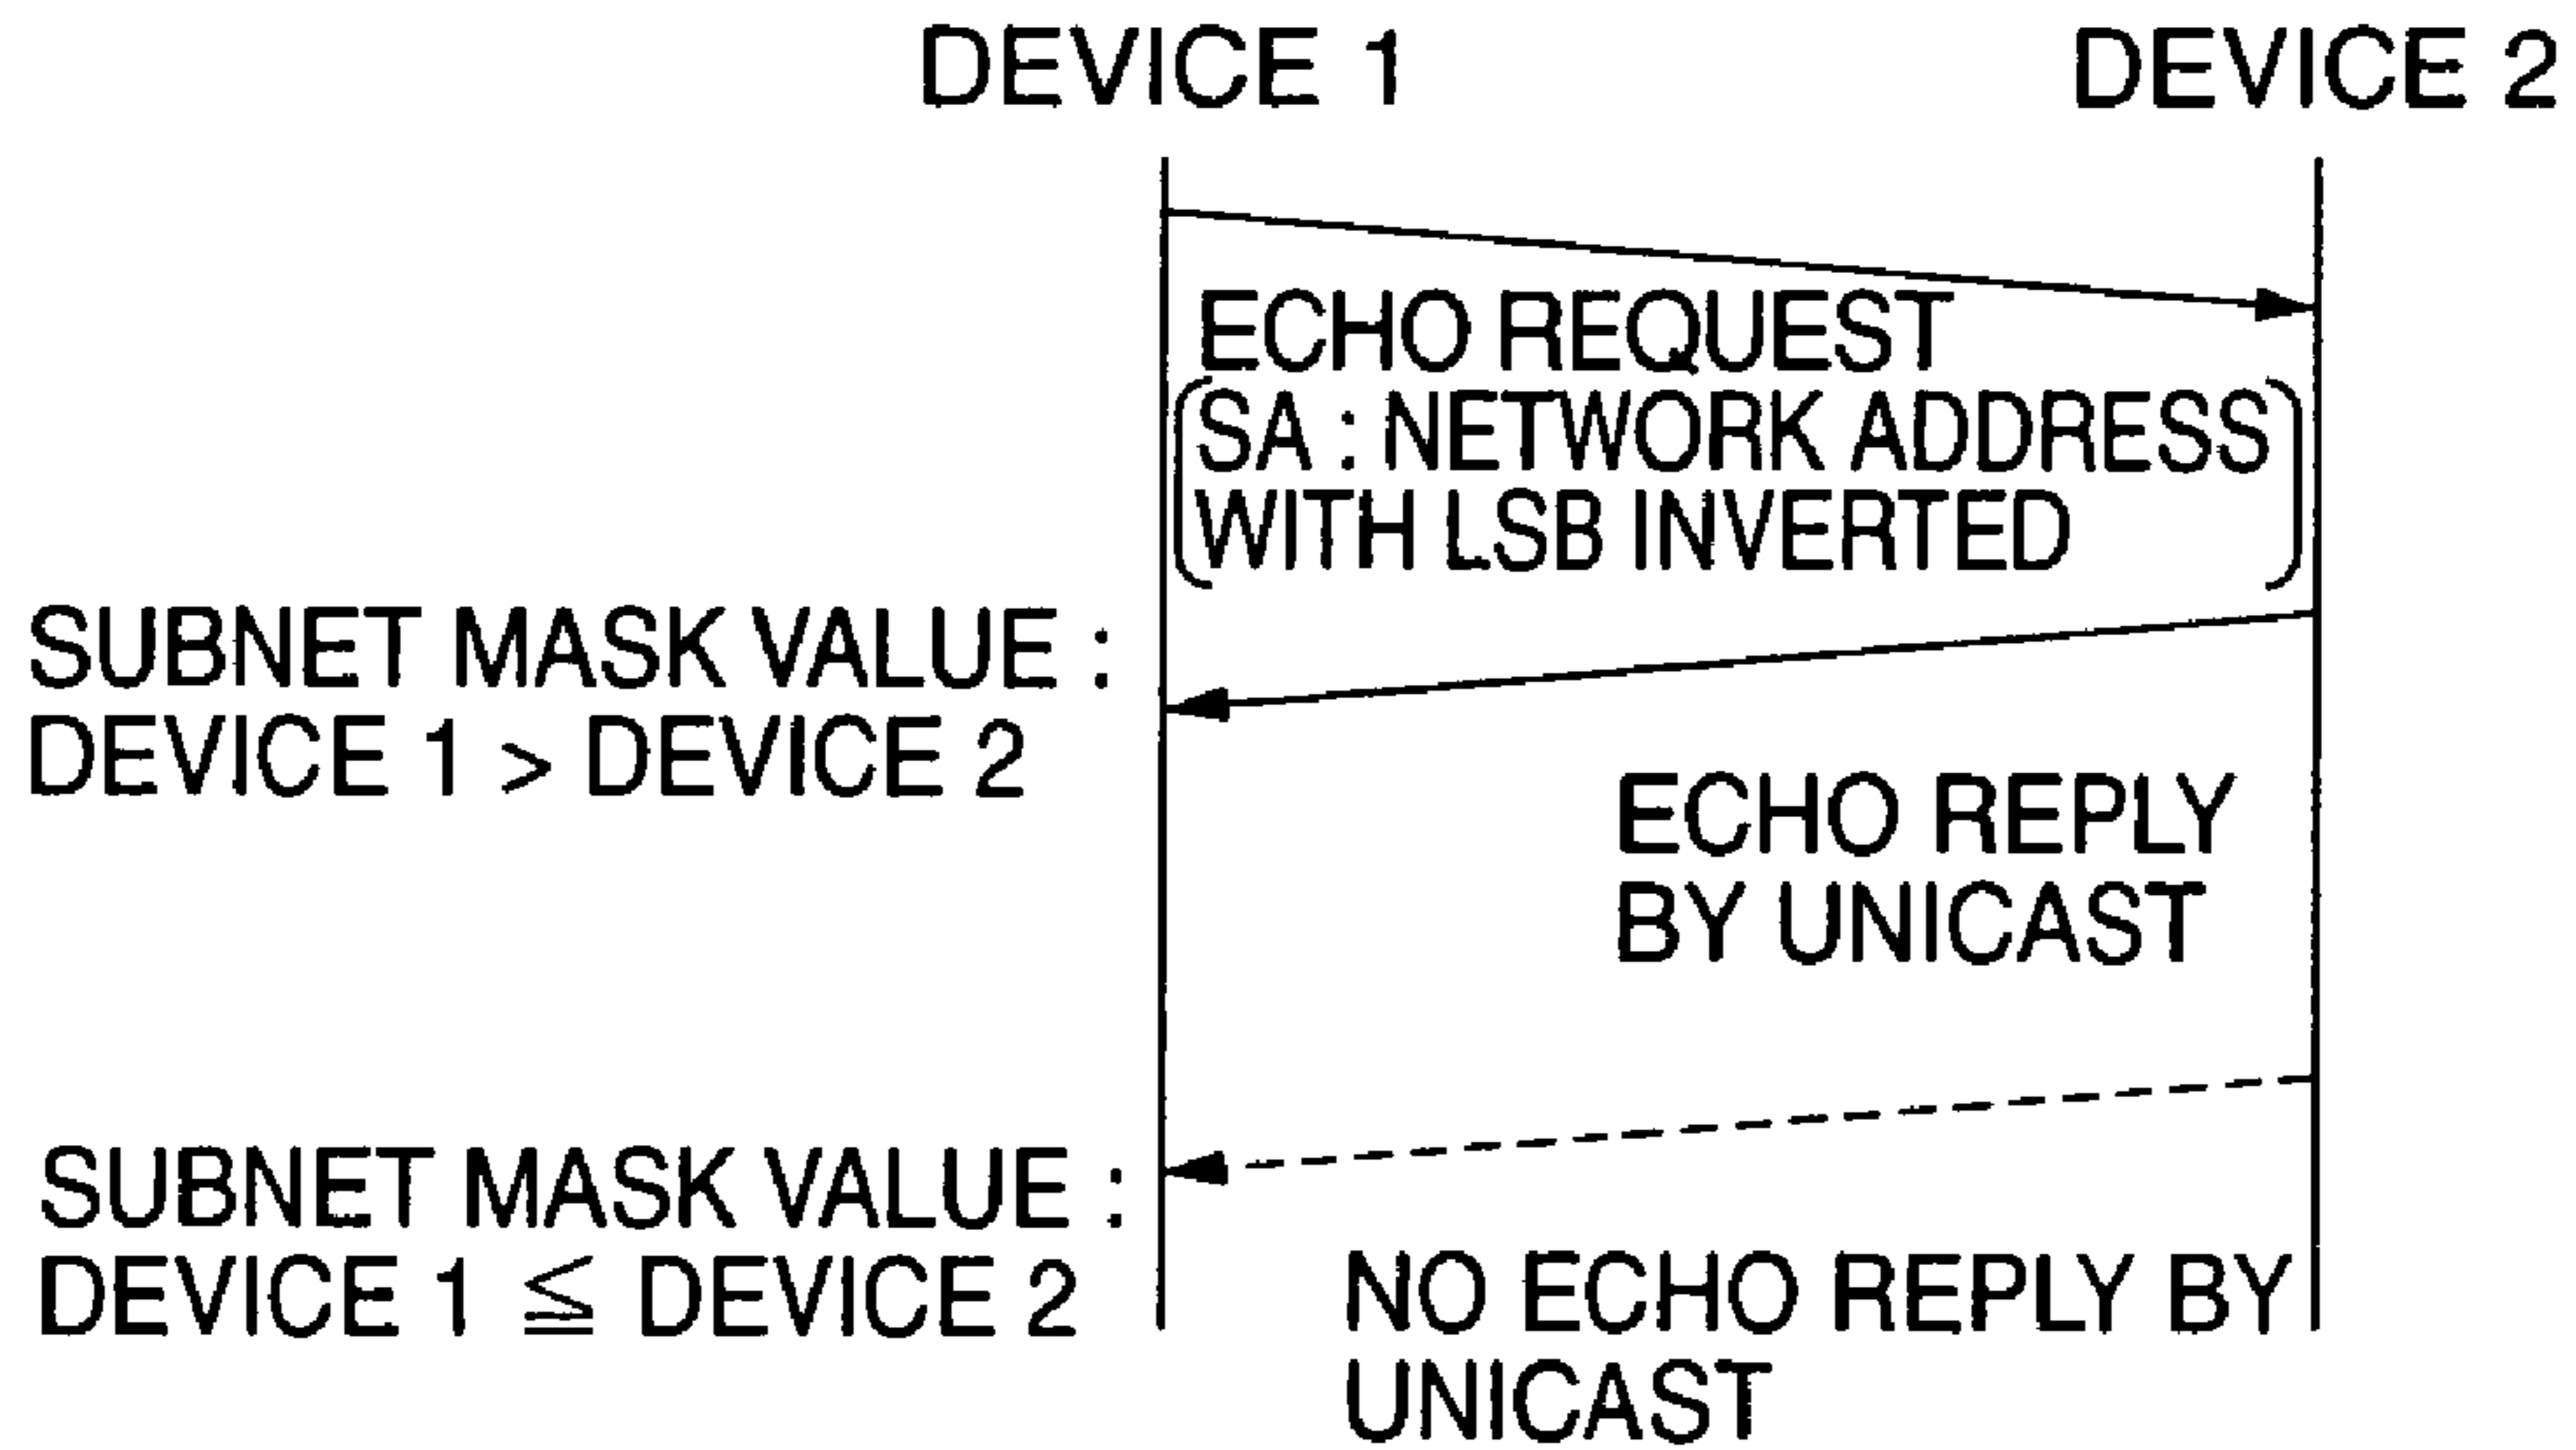 DEVICE 1
DEVICE 2
ECHO REQUEST
SA : NETWORK ADDRESS
WITH LSB INVERTED
SUBNET MASK VALUE :
DEVICE 1 > DEVICE 2
ECHO REPLY
BY UNICAST
SUBNET MASK VALUE :
DEVICE 1 ≦ DEVICE 2
NO ECHO REPLY BY
UNICAST